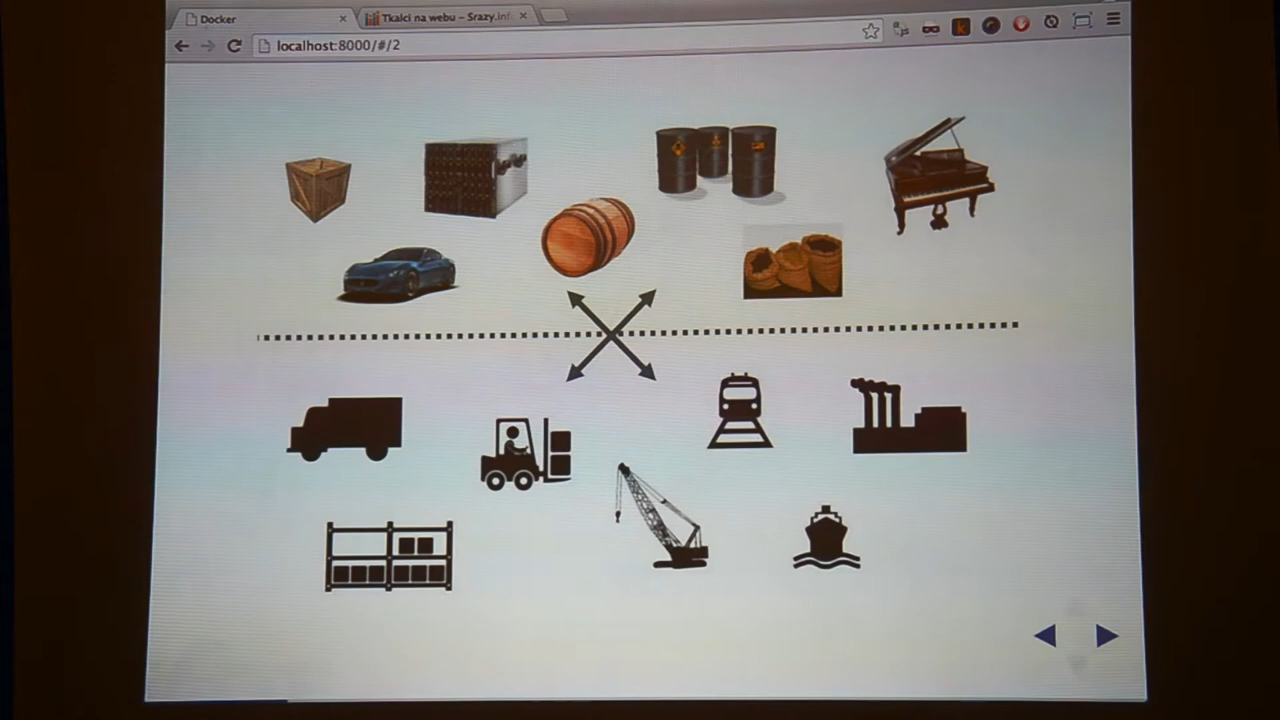 Docker
Tkalci na webu – Srazy.inf
localhost:8000/#/2